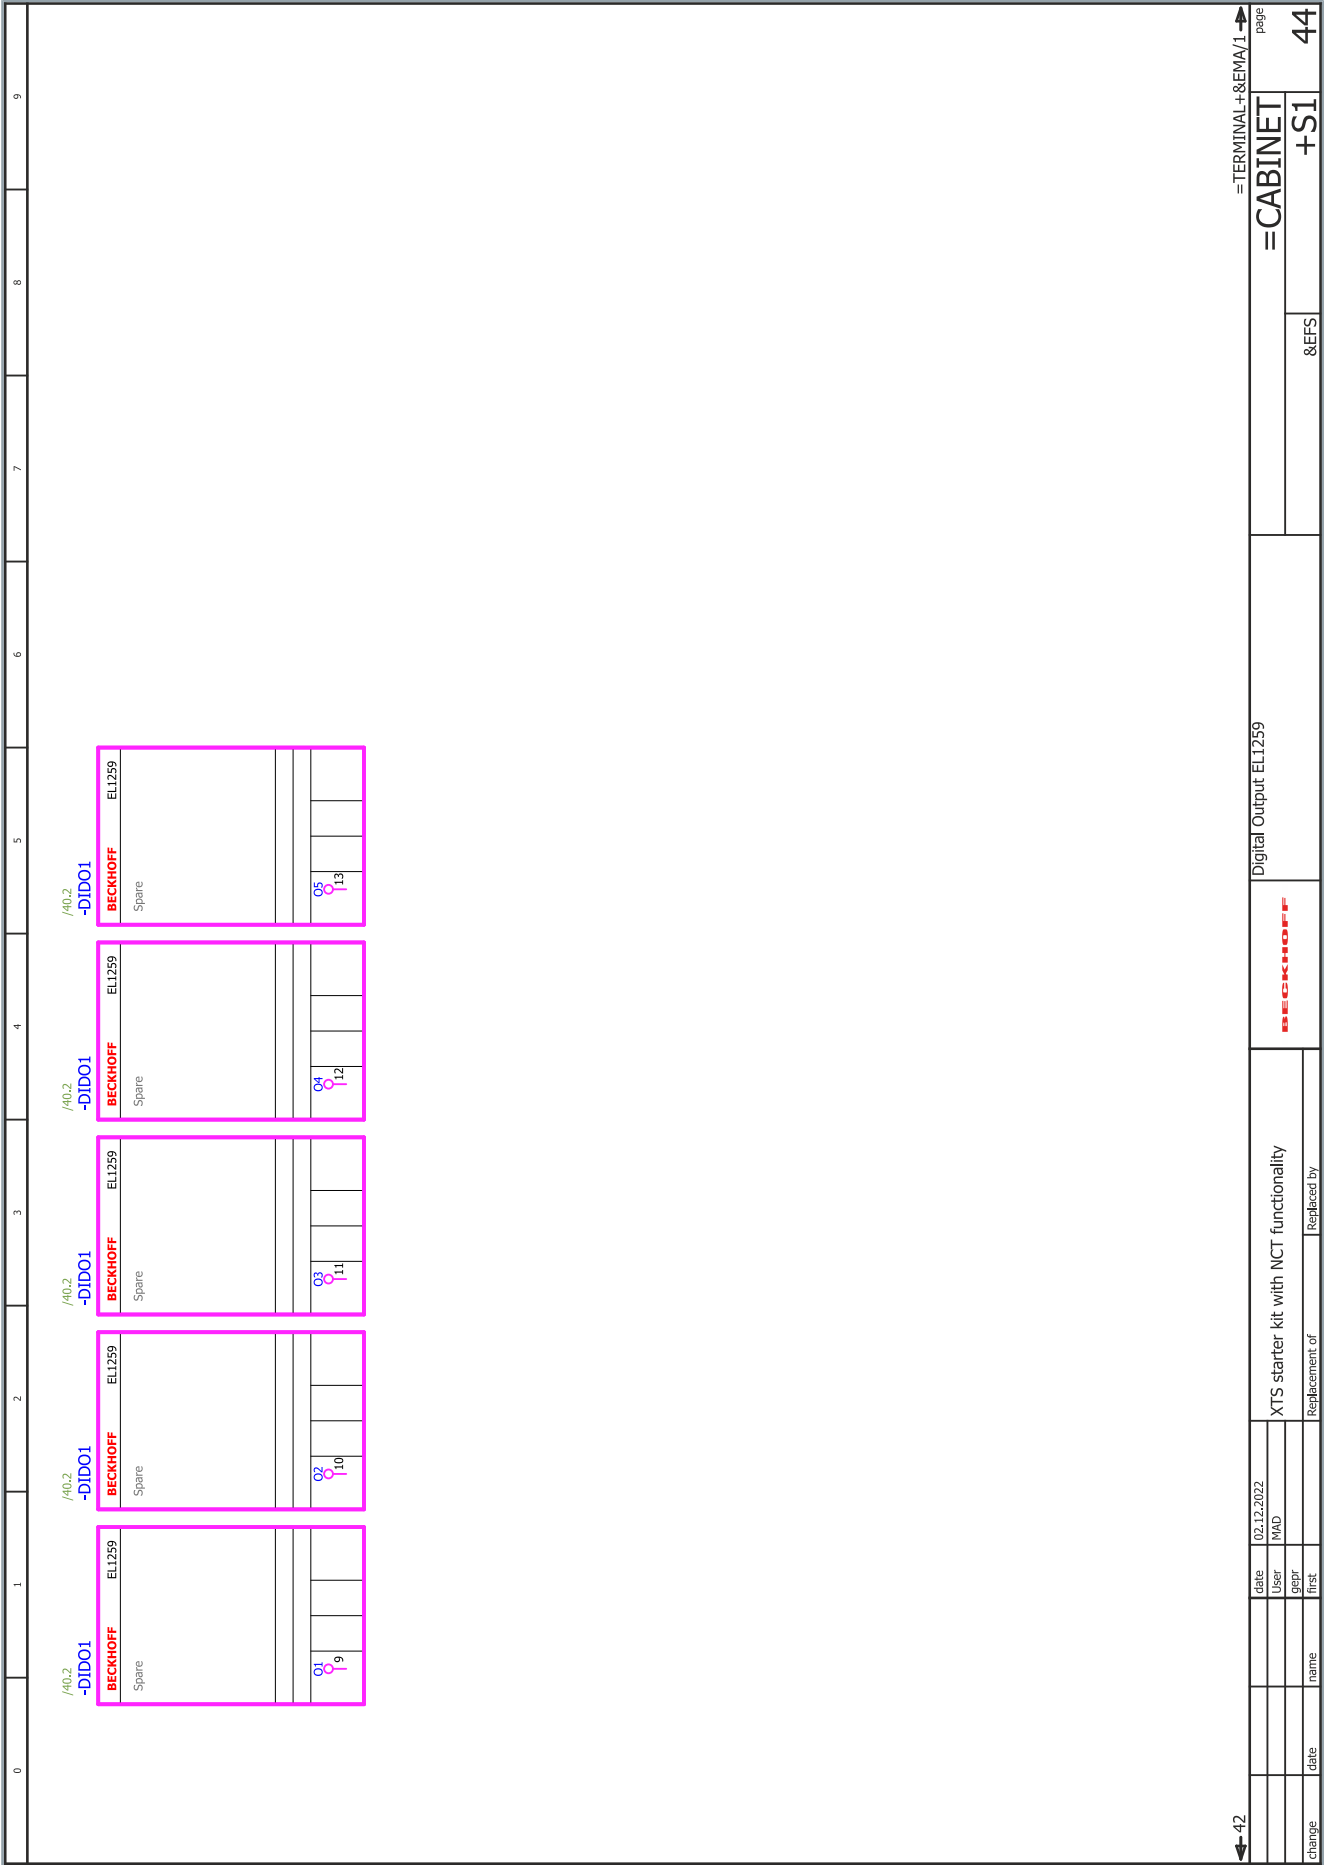 0 1 2 3 4 5 6 7 8 9
/40.2 /40.2 /40.2 /40.2 /40.2
-DIDO1 -DIDO1 -DIDO1 -DIDO1 -DIDO1
BECKHOFF EL1259 BECKHOFF EL1259 BECKHOFF EL1259 BECKHOFF EL1259 BECKHOFF EL1259
Spare Spare Spare Spare Spare
O1 O2 O3 O4 O5
9 10 11 12 13
42 =TERMINAL+&EMA/1
date 02.12.2022 Digital Output EL1259 page
User MAD XTS starter kit with NCT functionality BECKHOFF =CABINET
gepr
change date name first Replacement of Replaced by &EFS +S1 44